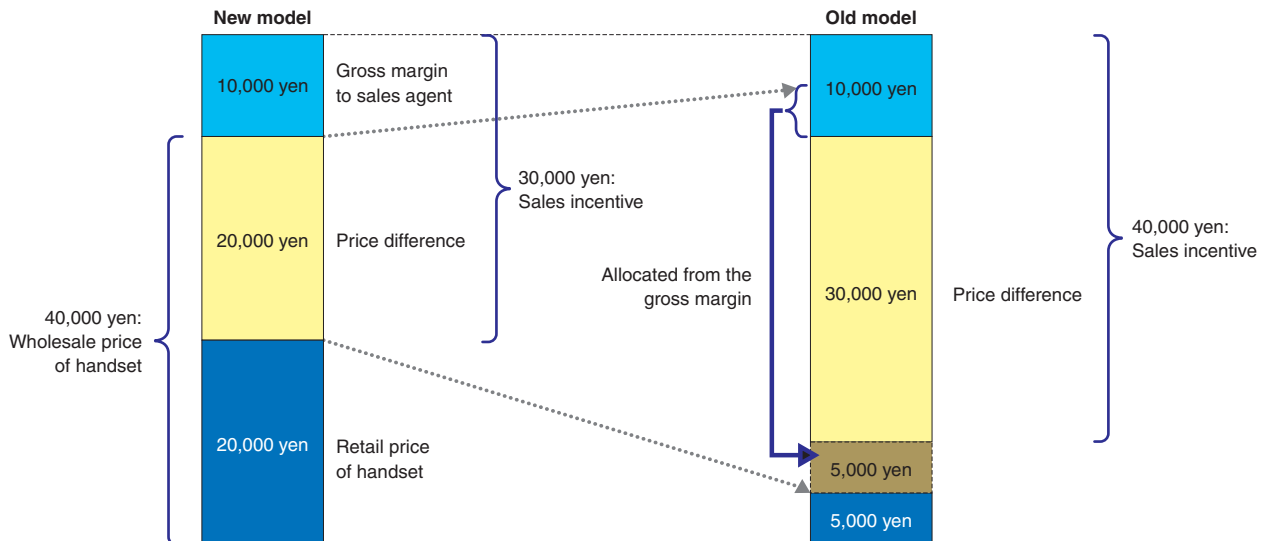 New model
10,000 yen
Gross margin
to sales agent
20,000 yen
Price difference
20,000 yen
Retail price
of handset
40,000 yen:
Wholesale price
of handset
30,000 yen:
Sales incentive
Old model
10,000 yen
30,000 yen
Price difference
5,000 yen
5,000 yen
Allocated from the
gross margin
40,000 yen:
Sales incentive